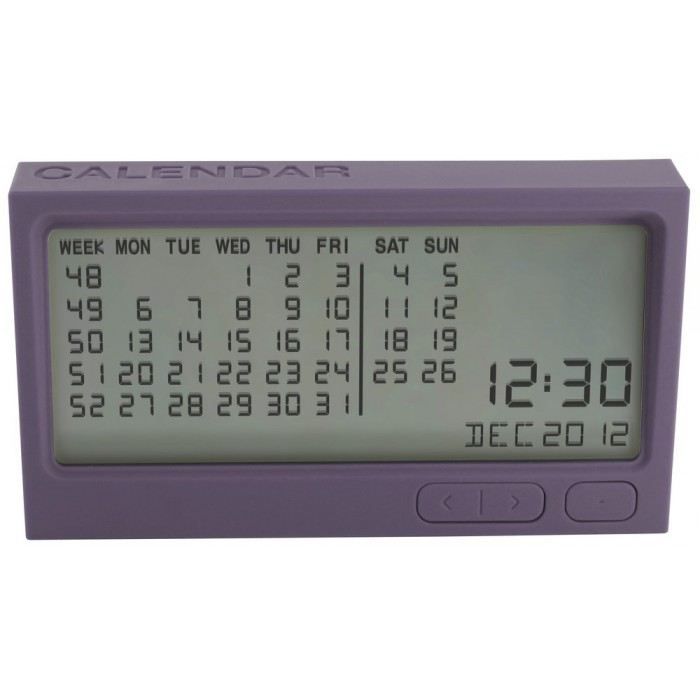 CALENDAR
WEEK MON TUE WED THU FRI SAT SUN
48 1 2 3 4 5
49 6 7 8 9 10 11 12
50 13 14 15 16 17 18 19
51 20 21 22 23 24 25 26
52 27 28 29 30 31
12:30
DEC 2012
< | > ·